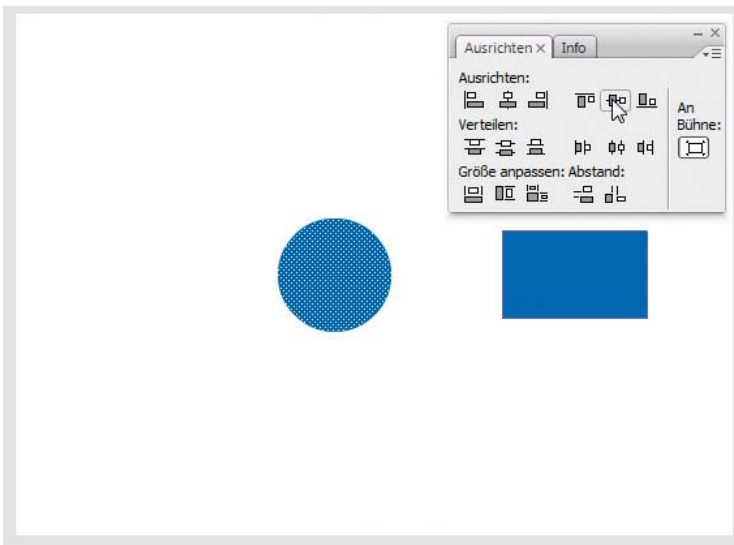 Ausrichten × Info
Ausrichten:
An
Bühne:
Verteilen:
Größe anpassen: Abstand: